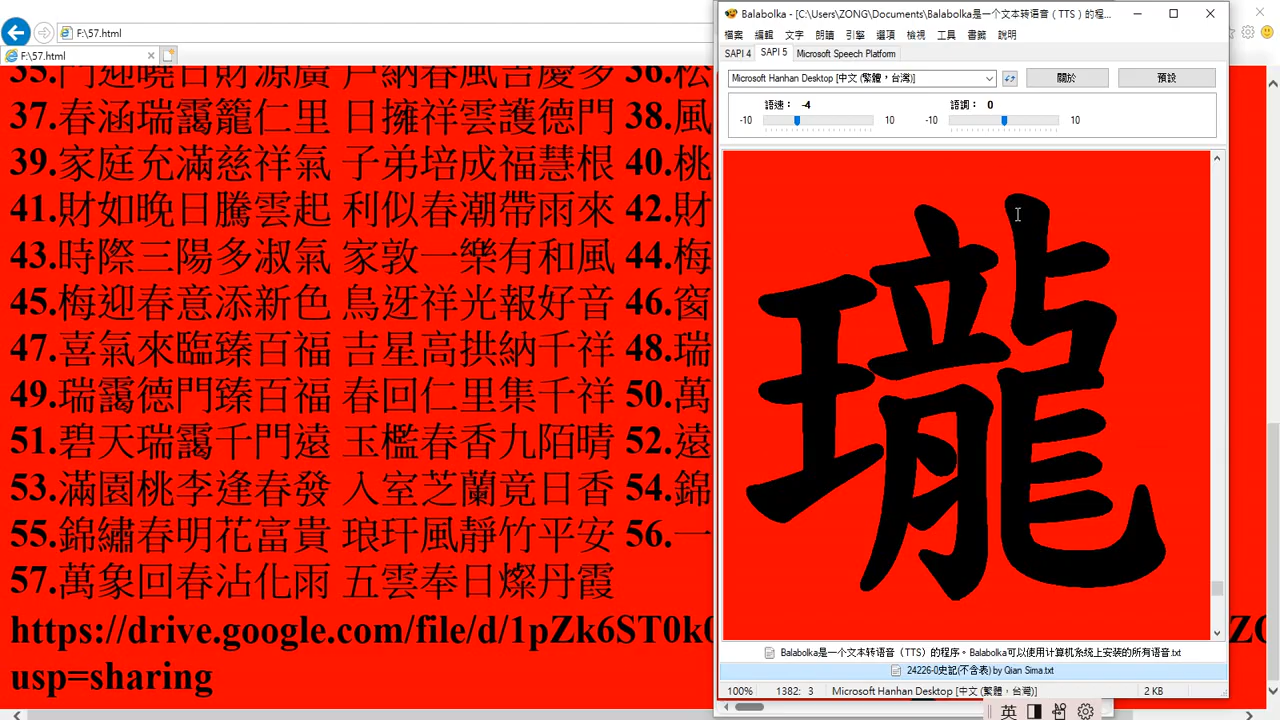 F:\57.html
F:\57.html
35.門迎曉日財源廣 戶納春風吉慶多 36.松
37.春涵瑞靄籠仁里 日擁祥雲護德門 38.風
39.家庭充滿慈祥氣 子弟培成福慧根 40.桃
41.財如晚日騰雲起 利似春潮帶雨來 42.財
43.時際三陽多淑氣 家敦一樂有和風 44.梅
45.梅迎春意添新色 鳥迓祥光報好音 46.窗
47.喜氣來臨臻百福 吉星高拱納千祥 48.瑞
49.瑞靄德門臻百福 春回仁里集千祥 50.萬
51.碧天瑞靄千門遠 玉檻春香九陌晴 52.遠
53.滿園桃李逢春發 入室芝蘭竟日香 54.錦
55.錦繡春明花富貴 琅玕風靜竹平安 56.一
57.萬象回春沾化雨 五雲奉日燦丹霞
https://drive.google.com/file/d/1pZk6ST0k
usp=sharing
Balabolka - [C:\Users\ZONG\Documents\Balabolka是一个文本转语音（TTS）的程...
檔案 編輯 文字 朗讀 引擎 選項 檢視 工具 書籤 說明
SAPI 4 SAPI 5 Microsoft Speech Platform
Microsoft Hanhan Desktop [中文 (繁體，台灣)] 關於 預設
語速： -4 語調： 0
-10 10 -10 10
瓏
Balabolka是一个文本转语音（TTS）的程序。Balabolka可以使用计算机系统上安装的所有语音.txt
24226-0史記(不含表) by Qian Sima.txt
100% 1382: 3 Microsoft Hanhan Desktop [中文 (繁體，台灣)] 2 KB
英